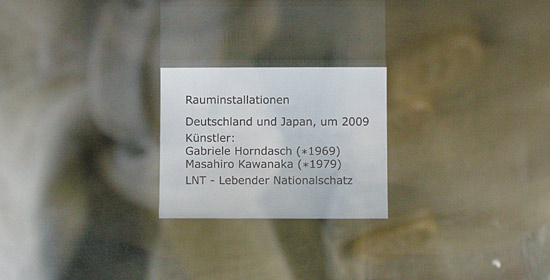 Rauminstallationen
Deutschland und Japan, um 2009
Künstler:
Gabriele Horndasch (*1969)
Masahiro Kawanaka (*1979)
LNT - Lebender Nationalschatz